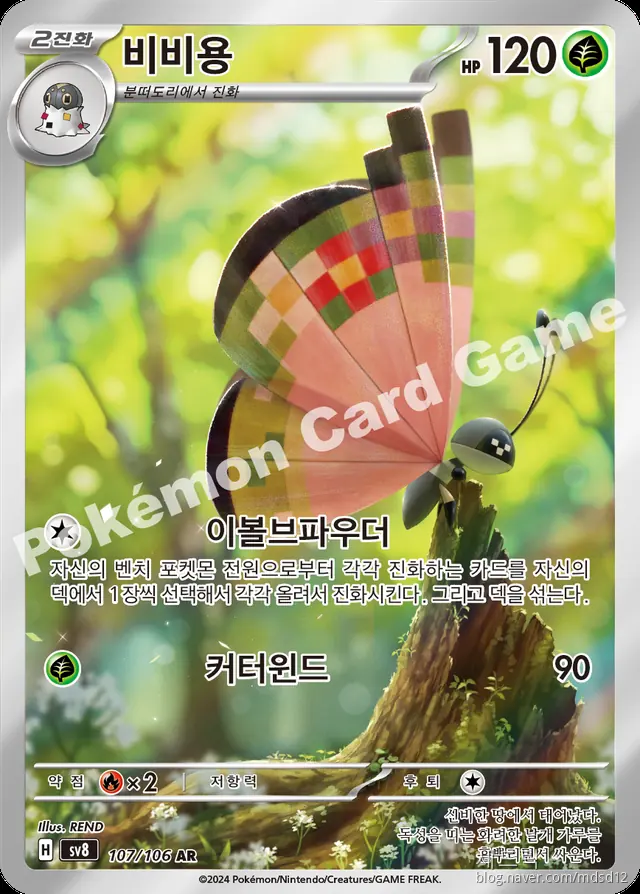 2진화 비비용 HP 120
분떠도리에서 진화
Pokémon Card Game
이볼브파우더
자신의 벤치 포켓몬 전원으로부터 각각 진화하는 카드를 자신의
덱에서 1장씩 선택해서 각각 올려서 진화시킨다. 그리고 덱을 섞는다.
커터윈드 90
약점 ×2 저항력 후퇴
신비한 땅에서 태어났다.
Illus. REND
독성을 띠는 화려한 날개 가루를
H sv8 107/106 AR
흩뿌리면서 싸운다.
blog.naver.com/mdsd12
©2024 Pokémon/Nintendo/Creatures/GAME FREAK.